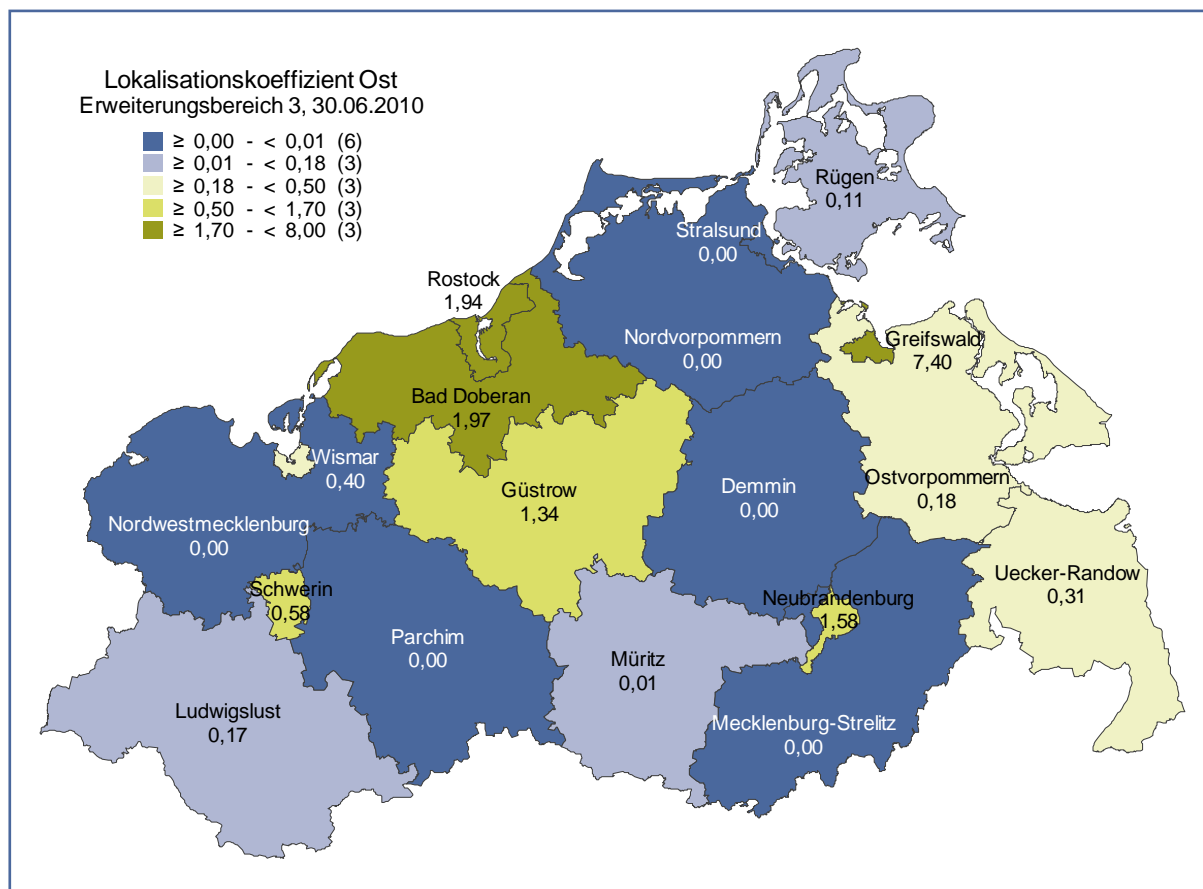 Lokalisationskoeffizient Ost
Erweiterungsbereich 3, 30.06.2010
≥ 0,00 - < 0,01 (6)
≥ 0,01 - < 0,18 (3)
≥ 0,18 - < 0,50 (3)
≥ 0,50 - < 1,70 (3)
≥ 1,70 - < 8,00 (3)
Rügen
0,11
Stralsund
0,00
Rostock
1,94
Nordvorpommern
0,00
Greifswald
7,40
Bad Doberan
1,97
Wismar
0,40
Güstrow
1,34
Demmin
0,00
Ostvorpommern
0,18
Nordwestmecklenburg
0,00
Uecker-Randow
0,31
Schwerin
0,58
Neubrandenburg
1,58
Parchim
0,00
Müritz
0,01
Ludwigslust
0,17
Mecklenburg-Strelitz
0,00